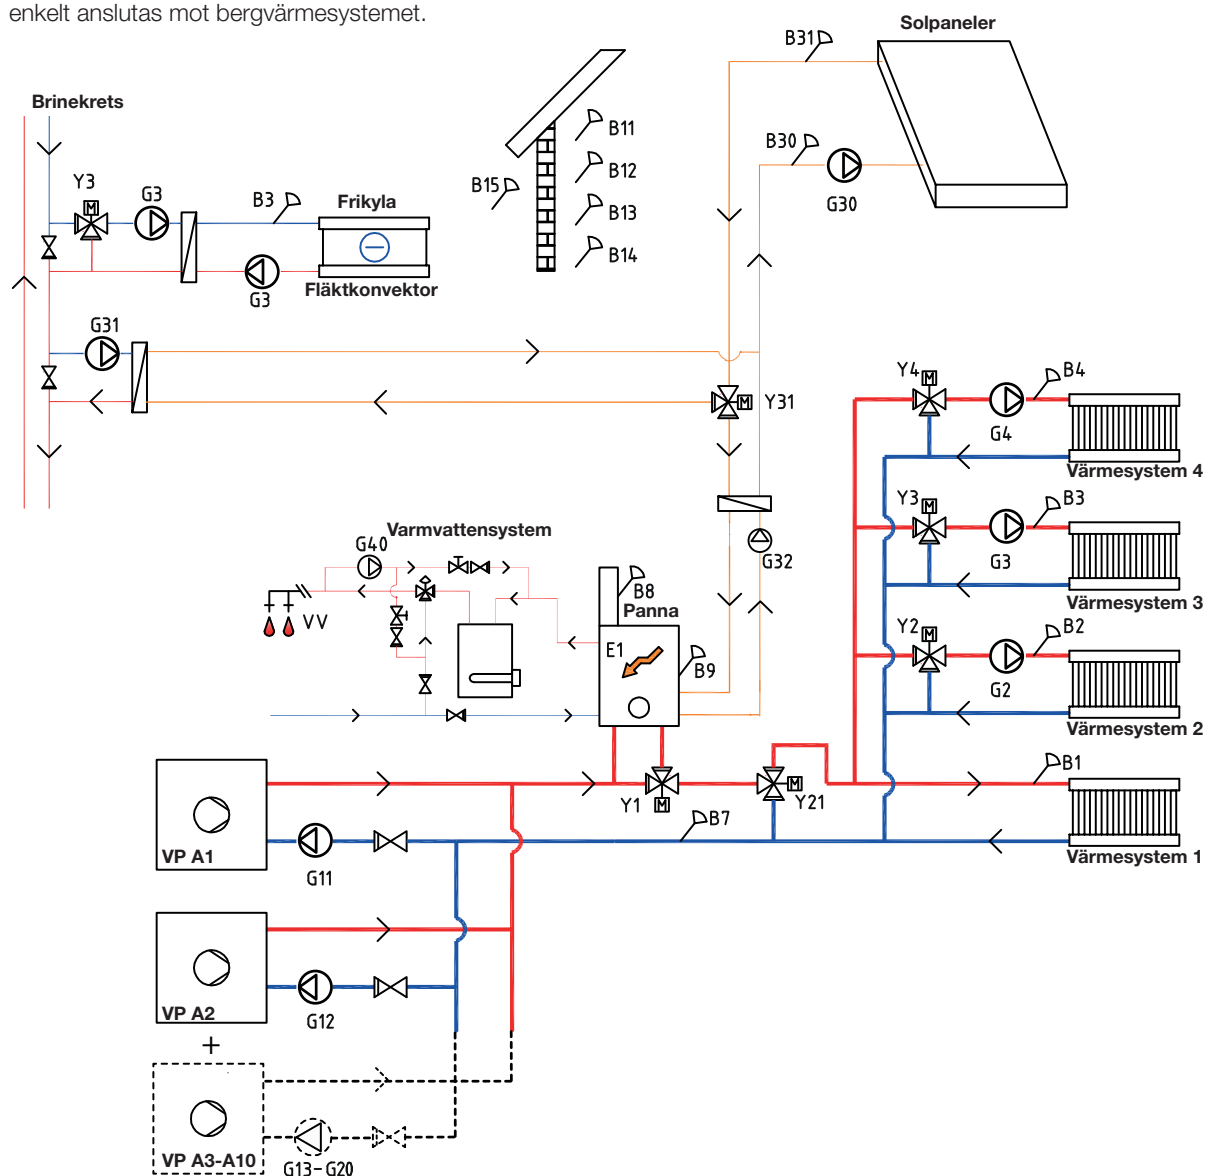 enkelt anslutas mot bergvärmesystemet.
Solpaneler
B31
Brinekrets
B11
B30
B12
Y3
G3
B3
Frikyla
B15
B13
G30
B14
G3
Fläktkonvektor
G31
Y4
B4
M
Y31
G4
Värmesystem 4
Y3
B3
Varmvattensystem
G40
G32
G3
B8
Panna
Värmesystem 3
VV
Y2
B2
E1
B9
G2
Värmesystem 2
B1
Y1
M
Y21
B7
VP A1
G11
Värmesystem 1
VP A2
G12
+
VP A3-A10
G13-G20